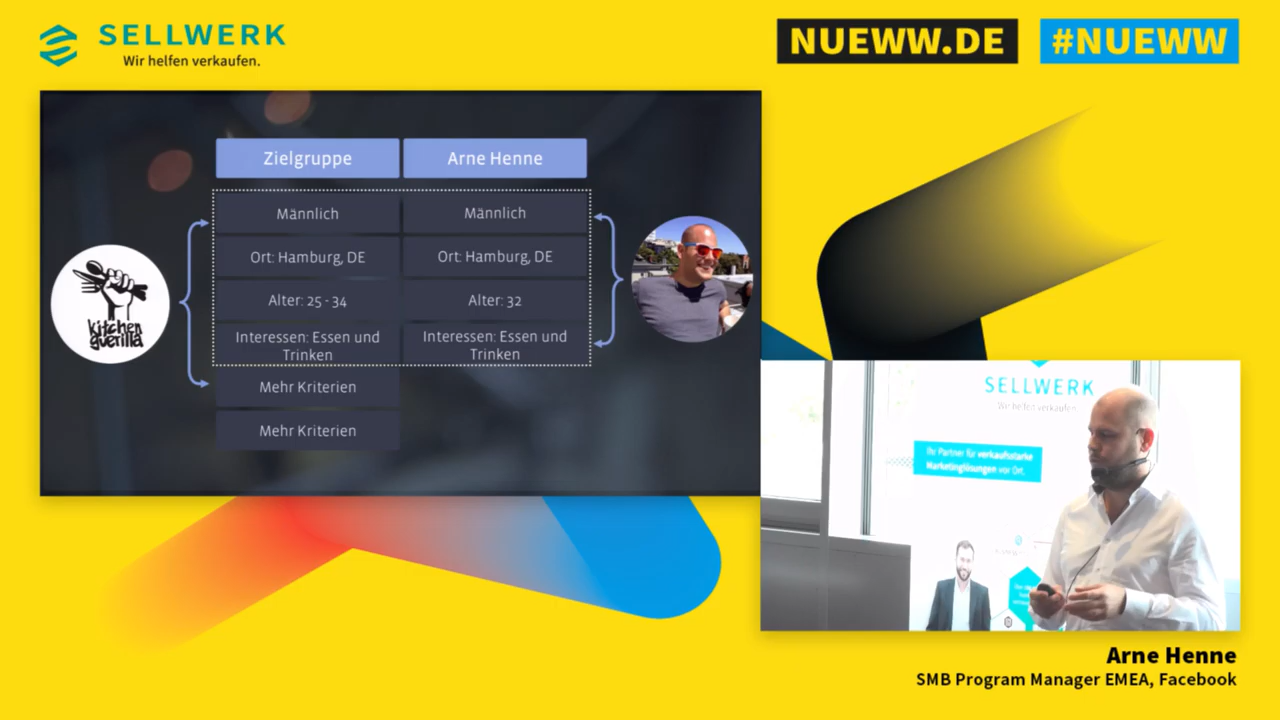 SELLWERK
Wir helfen verkaufen.
NUEWW.DE
#NUEWW
Zielgruppe
Arne Henne
Männlich
Männlich
Ort: Hamburg, DE
Ort: Hamburg, DE
Alter: 25 - 34
Alter: 32
Interessen: Essen und
Trinken
Interessen: Essen und
Trinken
Mehr Kriterien
Mehr Kriterien
kitchen
guerilla
SELLWERK
Wir helfen verkaufen.
Ihr Partner für verkaufsstarke
Marketinglösungen vor Ort.
Arne Henne
SMB Program Manager EMEA, Facebook